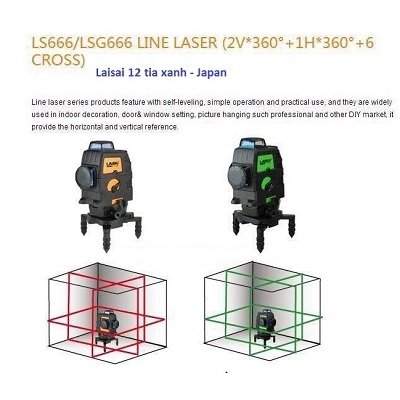 LS666/LSG666 LINE LASER (2V*360°+1H*360°+6
CROSS)
Laisai 12 tia xanh - Japan
Line laser series products feature with self-leveling, simple operation and practical use, and they are widely
used in indoor decoration, door& window setting, picture hanging such professional and other DIY market, it
provide the horizontal and vertical reference.